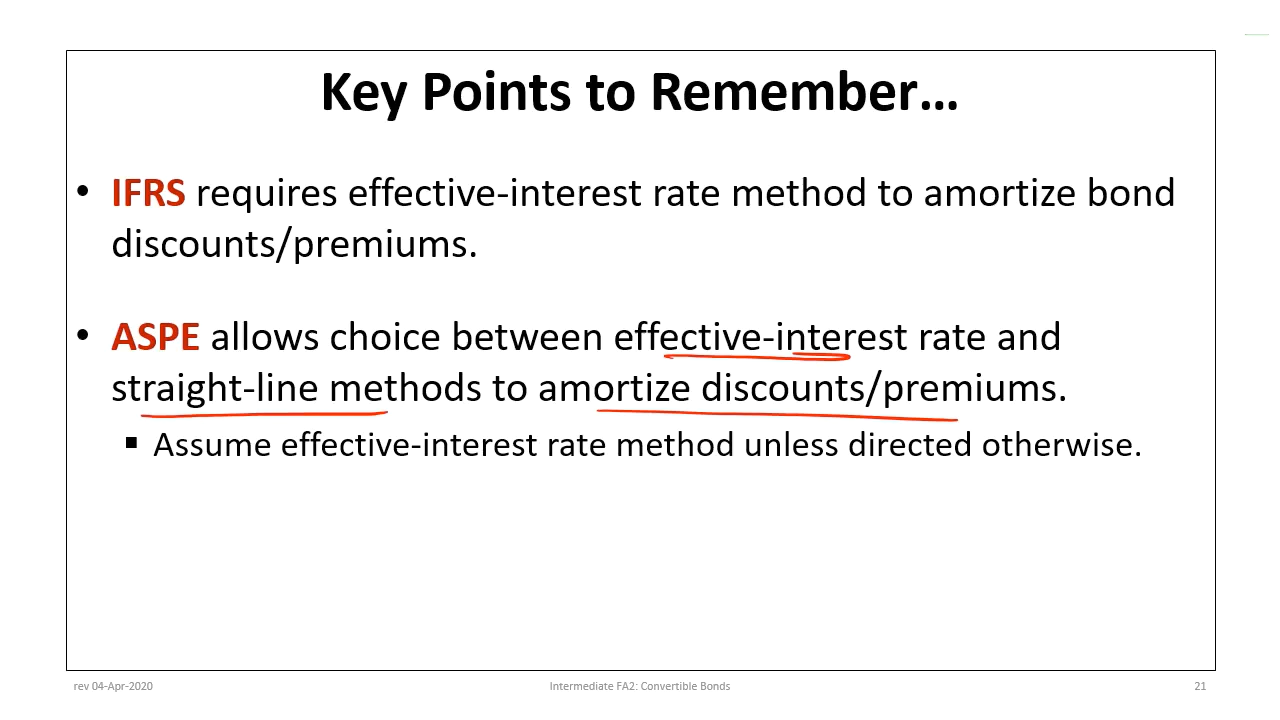 Key Points to Remember…
• IFRS requires effective-interest rate method to amortize bond
discounts/premiums.
• ASPE allows choice between effective-interest rate and
straight-line methods to amortize discounts/premiums.
▪ Assume effective-interest rate method unless directed otherwise.
rev 04-Apr-2020
Intermediate FA2: Convertible Bonds
21